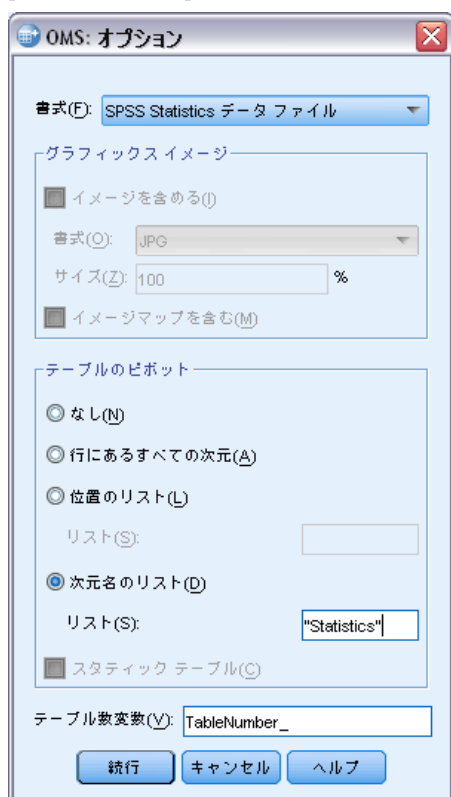 OMS: オプション
書式(F): SPSS Statistics データ ファイル
グラフィックス イメージ
イメージを含める(I)
書式(O): JPG
サイズ(Z): 100 %
イメージマップを含む(M)
テーブルのピボット
なし(N)
行にあるすべての次元(A)
位置のリスト(L)
リスト(S):
次元名のリスト(D)
リスト(S): "Statistics"
スタティック テーブル(C)
テーブル数変数(V): TableNumber_
続行 キャンセル ヘルプ